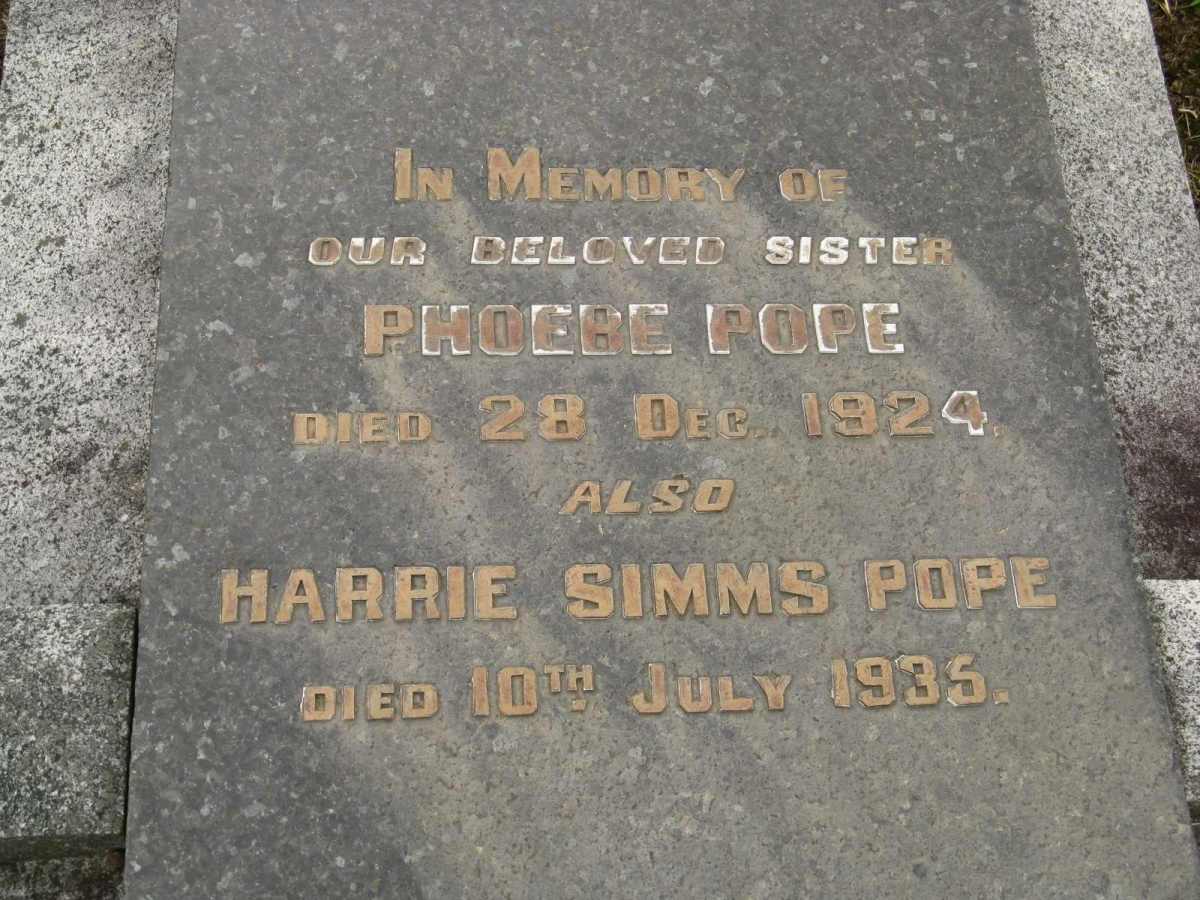 IN MEMORY OF
OUR BELOVED SISTER
PHOEBE POPE
DIED 28 DEC. 1924.
ALSO
HARRIE SIMMS POPE
DIED 10TH JULY 1935.